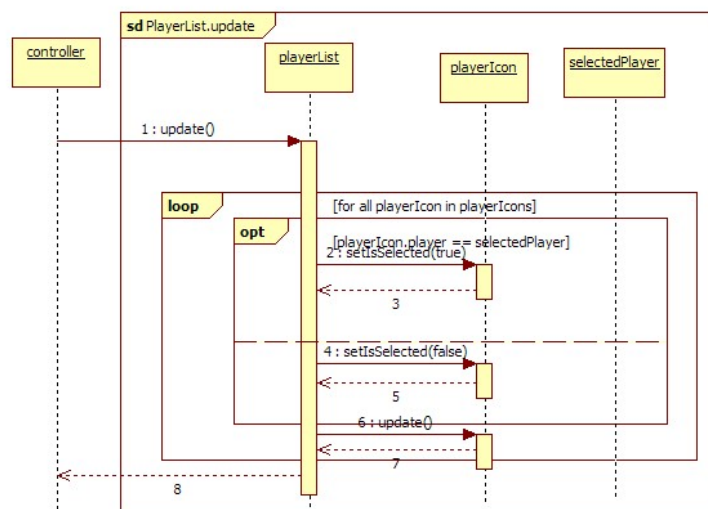 sd PlayerList.update
controller
playerList
playerIcon
selectedPlayer
1 : update()
loop
[for all playerIcon in playerIcons]
opt
[playerIcon.player == selectedPlayer]
2 : setIsSelected(true)
3
4 : setIsSelected(false)
5
6 : update()
7
8